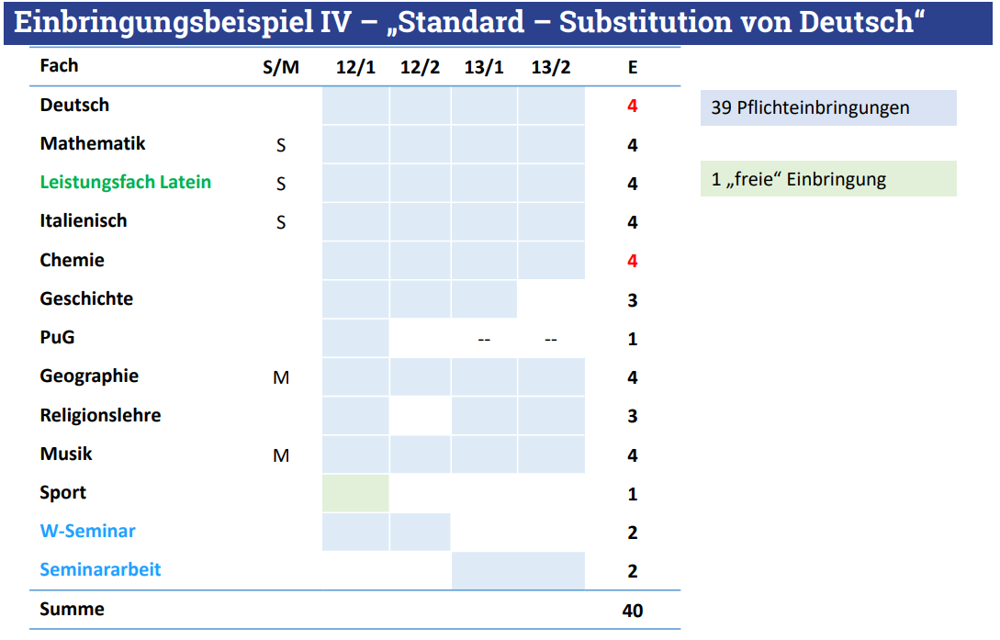 Einbringungsbeispiel IV – „Standard – Substitution von Deutsch“
Fach S/M 12/1 12/2 13/1 13/2 E
Deutsch 4
39 Pflichteinbringungen
Mathematik S 4
Leistungsfach Latein S 4
1 „freie“ Einbringung
Italienisch S 4
Chemie 4
Geschichte 3
PuG -- -- 1
Geographie M 4
Religionslehre 3
Musik M 4
Sport 1
W-Seminar 2
Seminararbeit 2
Summe 40